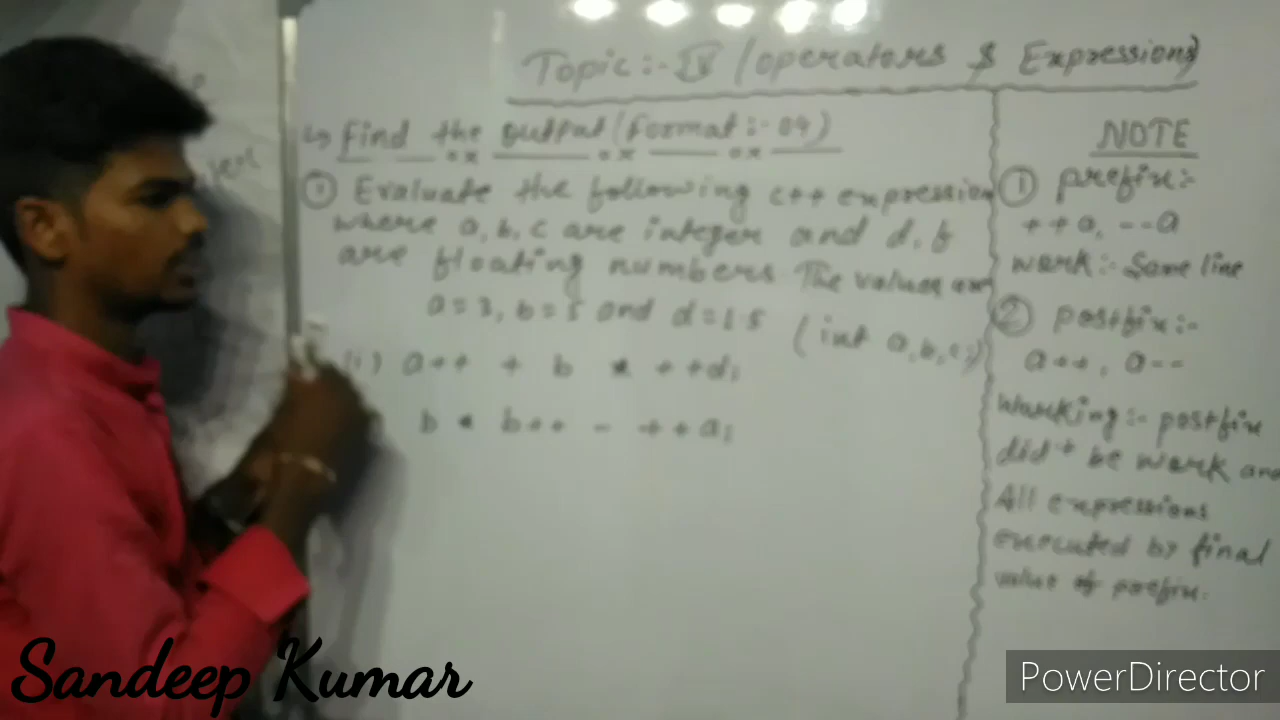 Topic:- IV (operators & Expressions)
↳ Find the output (format:- 04)
① Evaluate the following c++ expression
where a, b, c are integer and d, f
are floating numbers The values are
a = 3, b = 5 and d = 1.5
(int a, b, c;)
(i) a++ + b * ++d;
b * b++ - ++a;
NOTE
① prefix:-
++a, --a
work:- Same line
② postfix:-
a++, a--
Working:- postfix
did't be work and
All expressions
executed by final
value of prefix.
Sandeep Kumar
PowerDirector